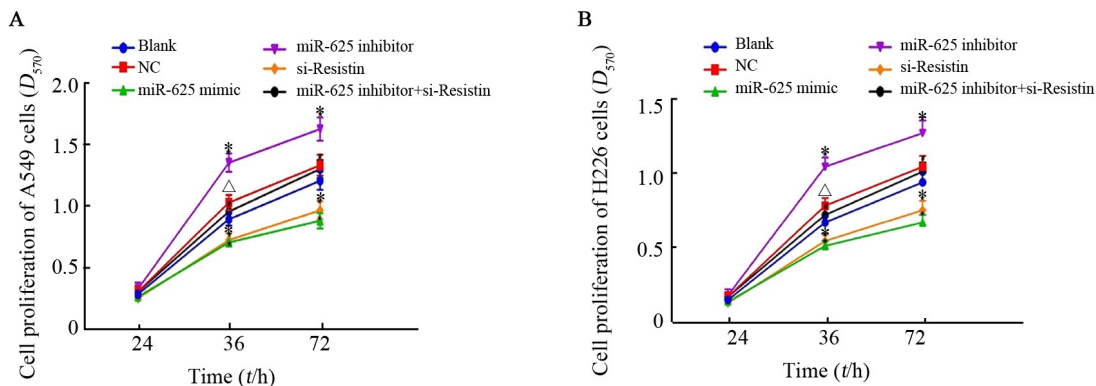 A
Cell proliferation of A549 cells (D570)
Blank
NC
miR-625 mimic
miR-625 inhibitor
si-Resistin
miR-625 inhibitor+si-Resistin
2.0
1.5
1.0
0.5
0
* * △ * *
24 36 72
Time (t/h)
B
Cell proliferation of H226 cells (D570)
Blank
NC
miR-625 mimic
miR-625 inhibitor
si-Resistin
miR-625 inhibitor+si-Resistin
1.5
1.0
0.5
0
* * △ * *
24 36 72
Time (t/h)